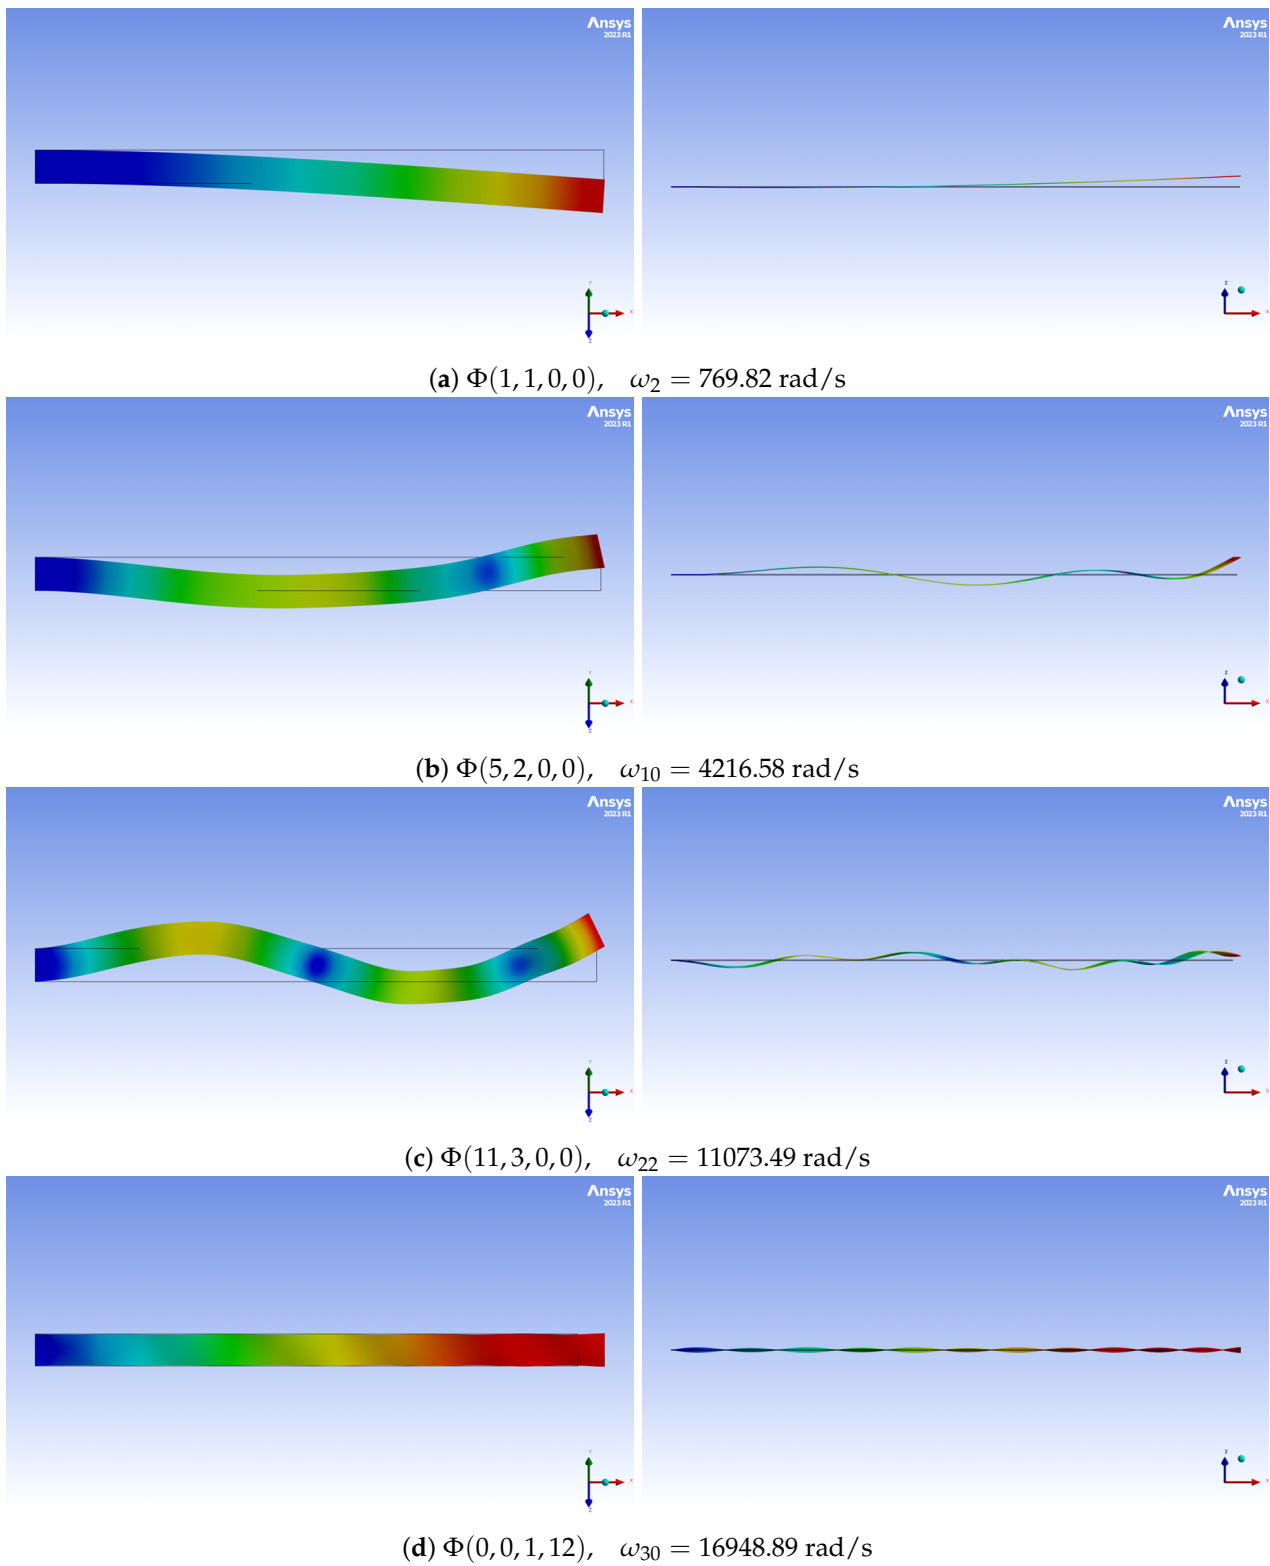 Ansys
2023 R1
Ansys
2023 R1
Y
X
Z
Z
X
(a) Φ(1, 1, 0, 0), ω₂ = 769.82 rad/s
Ansys
2023 R1
Ansys
2023 R1
Y
X
Z
Z
X
(b) Φ(5, 2, 0, 0), ω₁₀ = 4216.58 rad/s
Ansys
2023 R1
Ansys
2023 R1
Y
X
Z
Z
X
(c) Φ(11, 3, 0, 0), ω₂₂ = 11073.49 rad/s
Ansys
2023 R1
Ansys
2023 R1
Y
X
Z
Z
X
(d) Φ(0, 0, 1, 12), ω₃₀ = 16948.89 rad/s